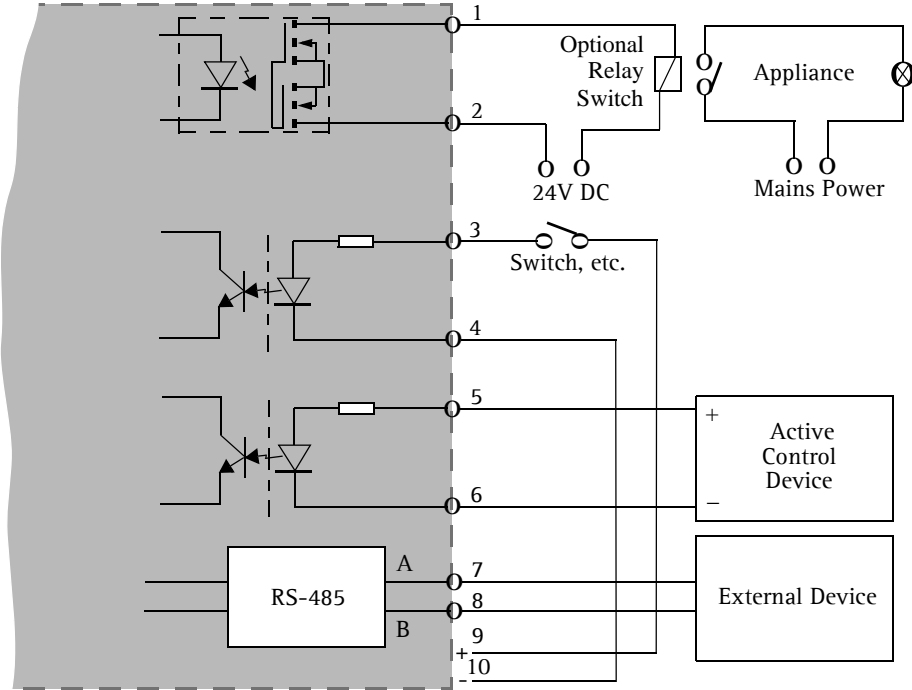 1
Optional
Relay
Switch
Appliance
2
24V DC
Mains Power
3
Switch, etc.
4
5
+
Active
Control
Device
6
–
RS-485
A
7
External Device
8
B
9
+
10
-